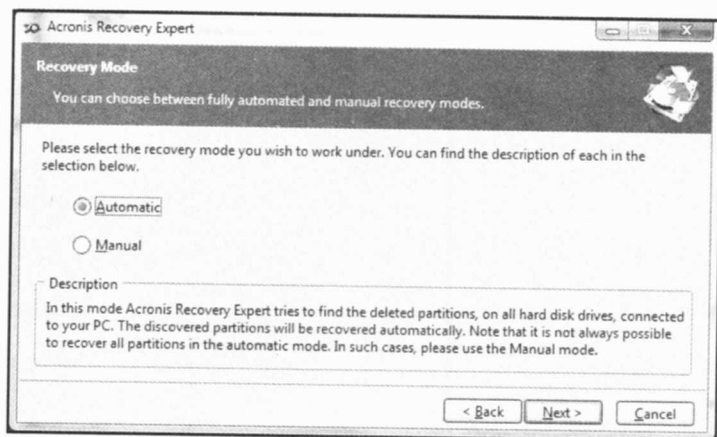 Acronis Recovery Expert
Recovery Mode
You can choose between fully automated and manual recovery modes.
Please select the recovery mode you wish to work under. You can find the description of each in the
selection below.
Automatic
Manual
Description
In this mode Acronis Recovery Expert tries to find the deleted partitions, on all hard disk drives, connected
to your PC. The discovered partitions will be recovered automatically. Note that it is not always possible
to recover all partitions in the automatic mode. In such cases, please use the Manual mode.
< Back Next > Cancel